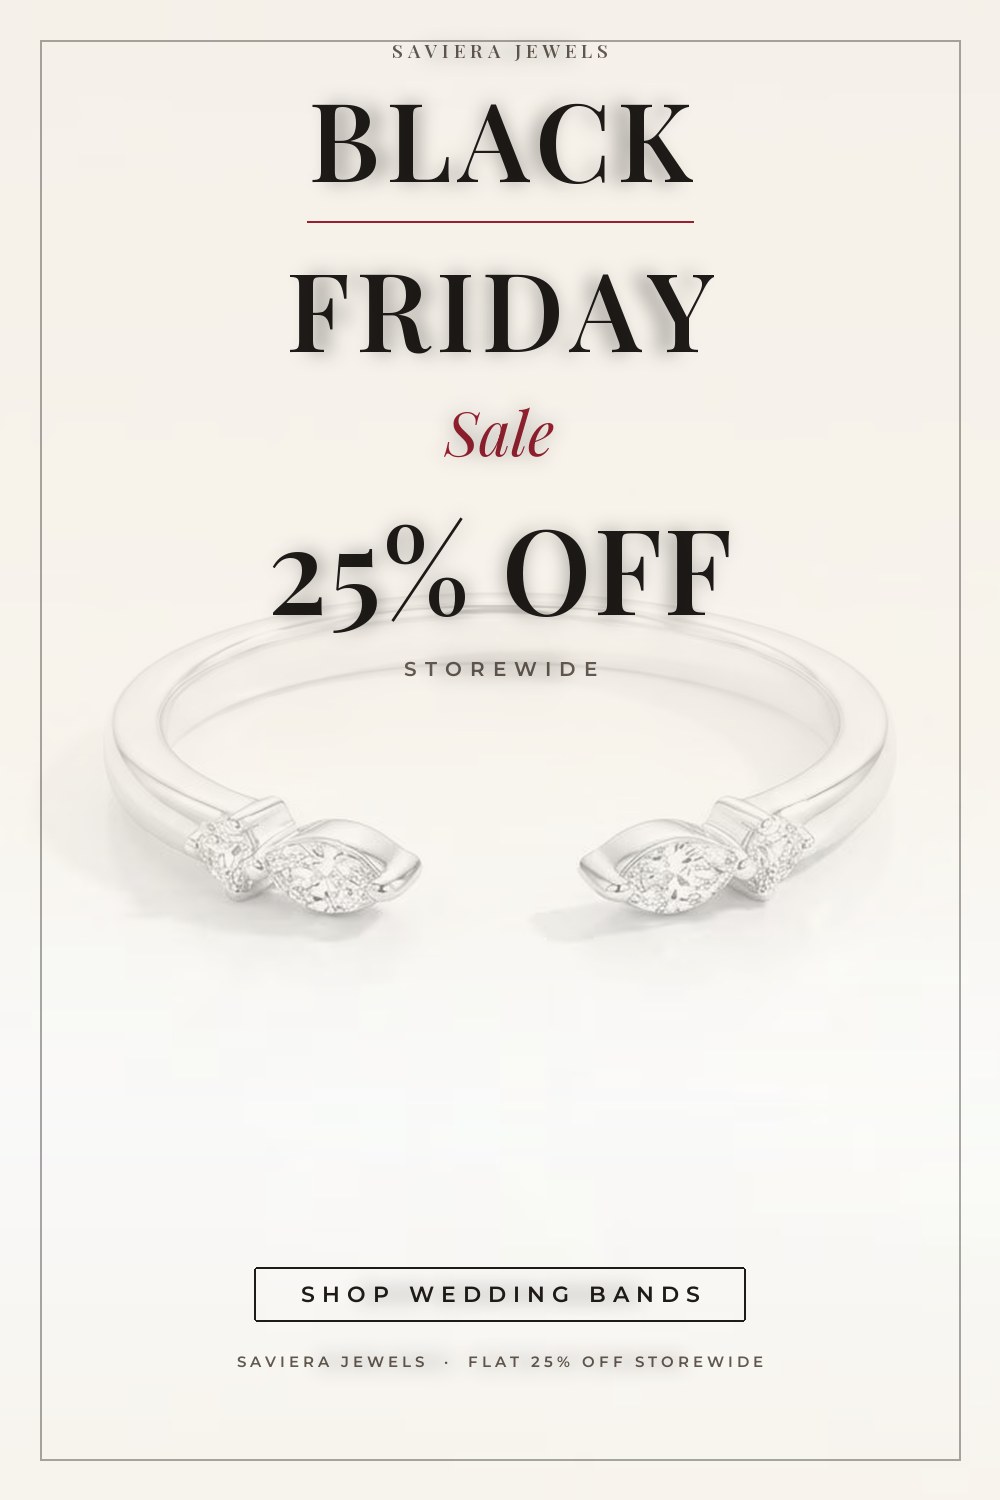 SAVIERA JEWELS
BLACK
FRIDAY
Sale
25% OFF
STOREWIDE
SHOP WEDDING BANDS
SAVIERA JEWELS · FLAT 25% OFF STOREWIDE